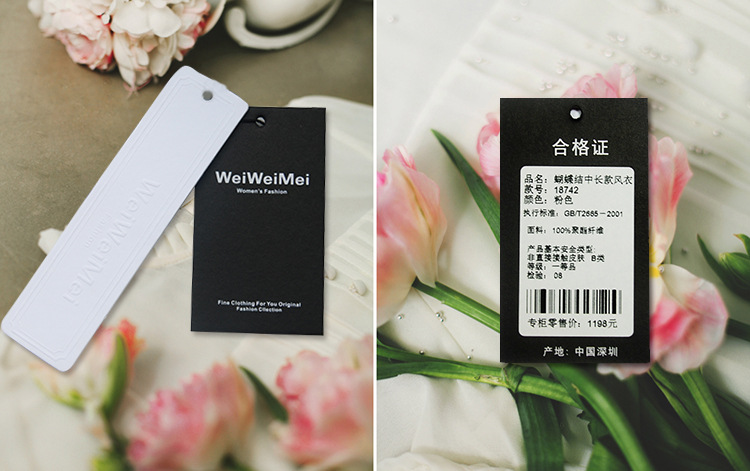 WeiWeiMei
WeiWeiMei
Women's Fashion
Fine Clothing For You Original
Fashion Cllection
合格证
品名：蝴蝶结中长款风衣
款号：18742
颜色：粉色
执行标准：GB/T2665－2001
面料：100%聚酯纤维
产品基本安全类型：
非直接接触皮肤 B类
等级：一等品
检验：08
专柜零售价：1198元
产地：中国深圳